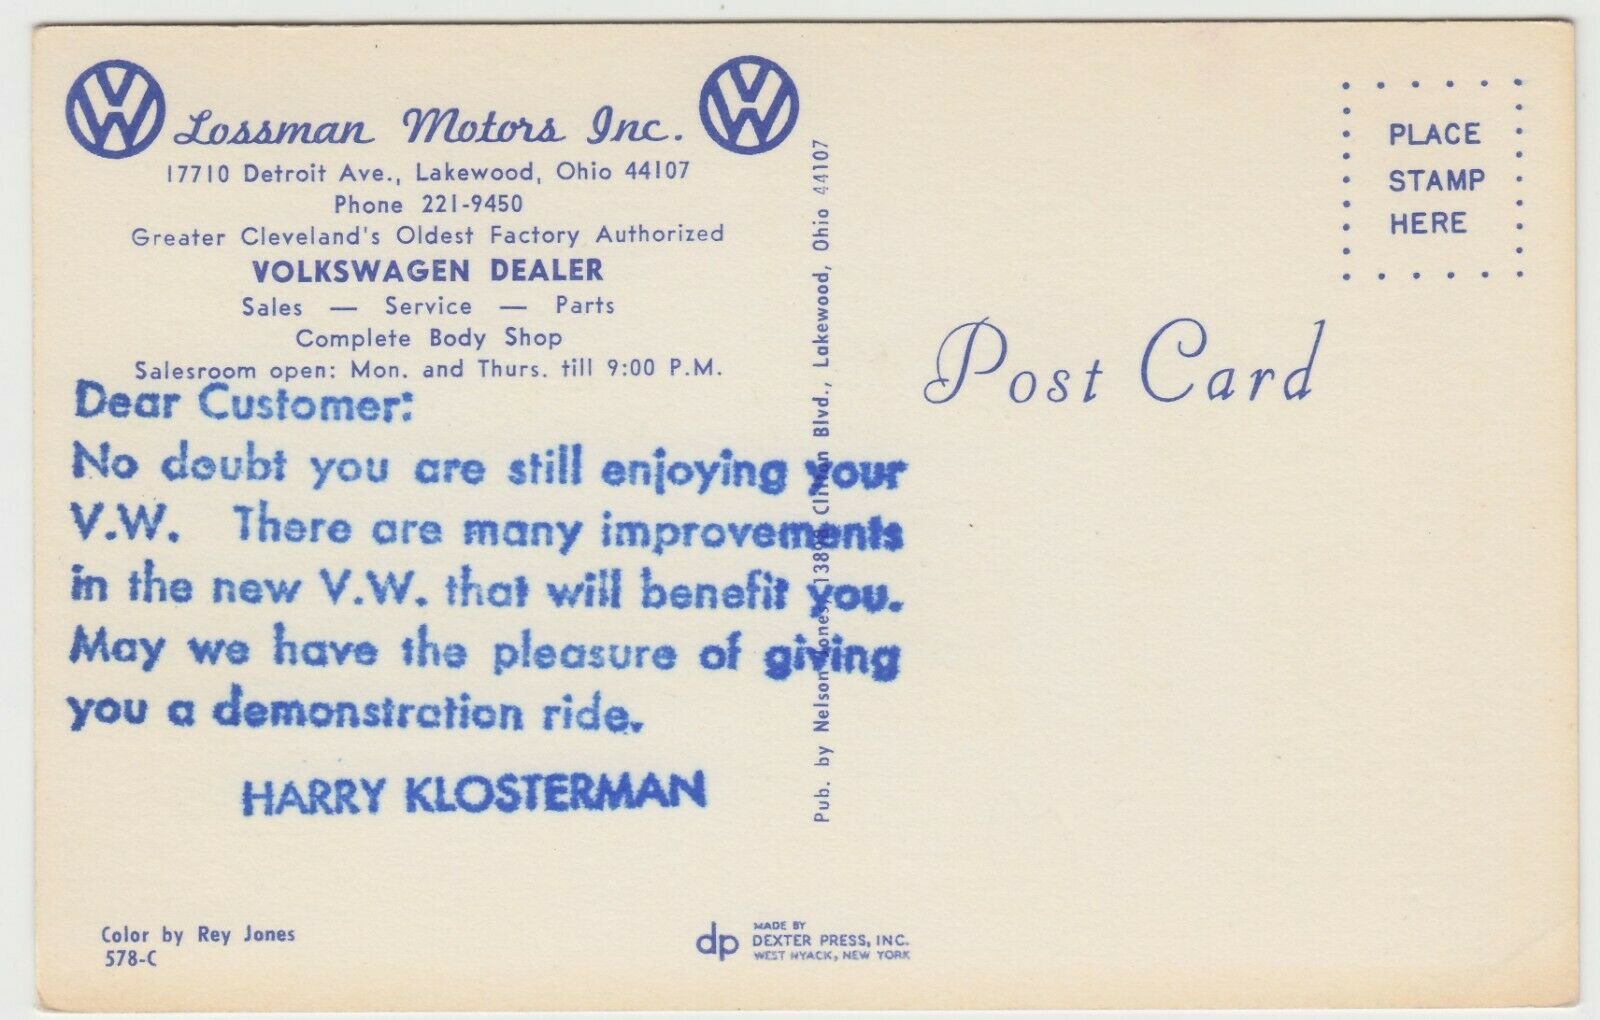 Lossman Motors Inc.
17710 Detroit Ave., Lakewood, Ohio 44107
Phone 221-9450
Greater Cleveland's Oldest Factory Authorized
VOLKSWAGEN DEALER
Sales — Service — Parts
Complete Body Shop
Salesroom open: Mon. and Thurs. till 9:00 P.M.
Dear Customer:
No doubt you are still enjoying your
V.W. There are many improvements
in the new V.W. that will benefit you.
May we have the pleasure of giving
you a demonstration ride.
HARRY KLOSTERMAN
Color by Rey Jones
578-C
Pub. by Nelson Jones, Clifton Blvd., Lakewood, Ohio 44107
dp
MADE BY
DEXTER PRESS, INC.
WEST NYACK, NEW YORK
PLACE
STAMP
HERE
Post Card